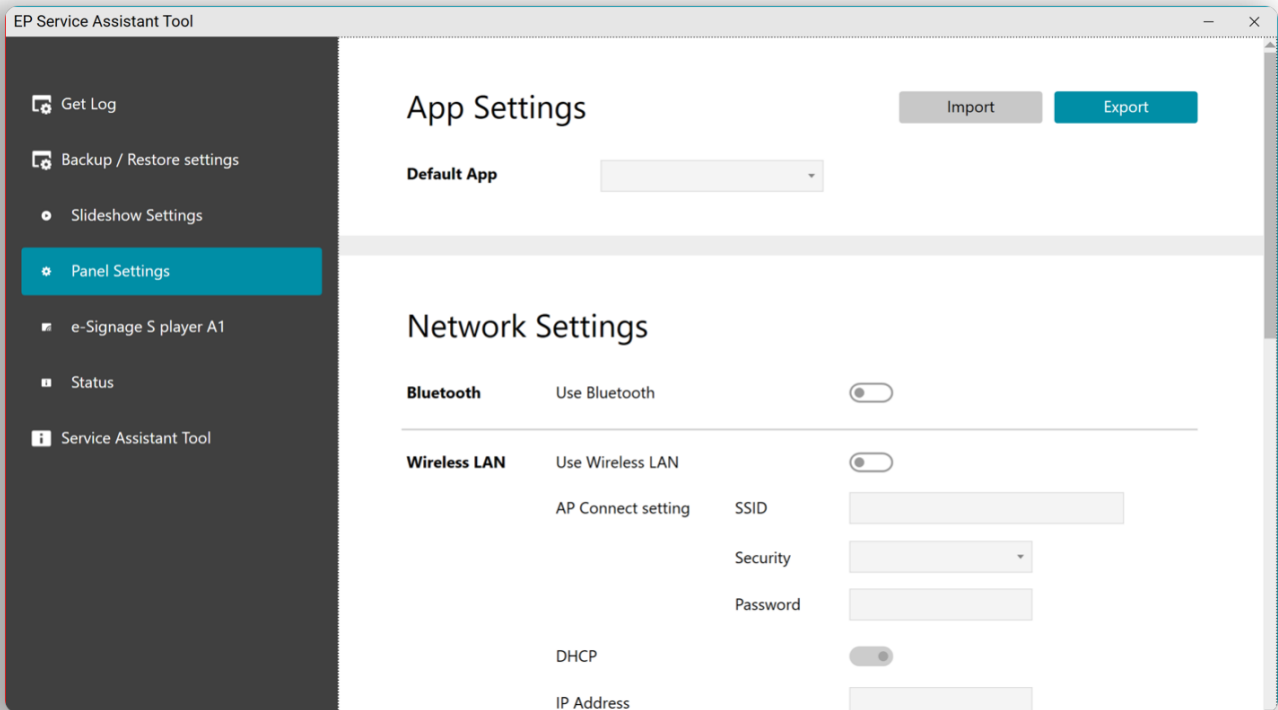 EP Service Assistant Tool
Get Log
Backup / Restore settings
Slideshow Settings
Panel Settings
e-Signage S player A1
Status
Service Assistant Tool
App Settings
Import
Export
Default App
Network Settings
Bluetooth Use Bluetooth
Wireless LAN Use Wireless LAN
AP Connect setting SSID
Security
Password
DHCP
IP Address